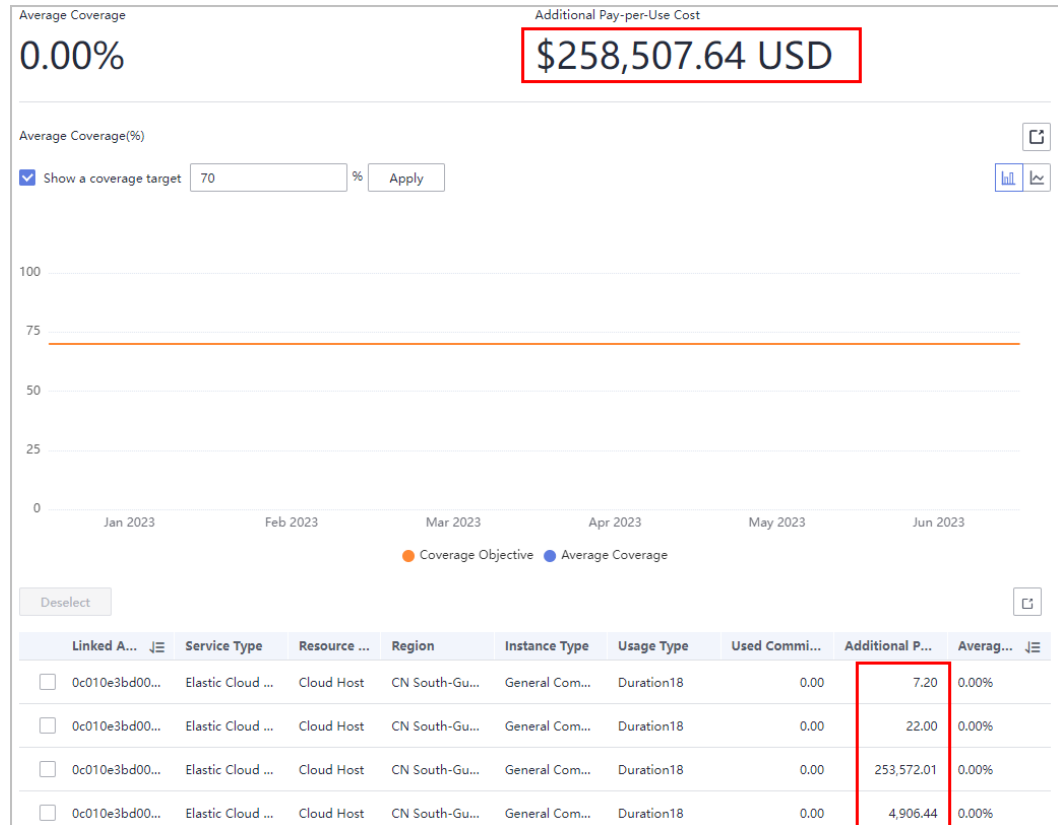 Average Coverage Additional Pay-per-Use Cost
0.00% $258,507.64 USD
Average Coverage(%)
Show a coverage target 70 % Apply
100
75
50
25
0
Jan 2023 Feb 2023 Mar 2023 Apr 2023 May 2023 Jun 2023
Coverage Objective Average Coverage
Deselect
Linked A... Service Type Resource ... Region Instance Type Usage Type Used Commi... Additional P... Averag...
0c010e3bd00... Elastic Cloud ... Cloud Host CN South-Gu... General Com... Duration18 0.00 7.20 0.00%
0c010e3bd00... Elastic Cloud ... Cloud Host CN South-Gu... General Com... Duration18 0.00 22.00 0.00%
0c010e3bd00... Elastic Cloud ... Cloud Host CN South-Gu... General Com... Duration18 0.00 253,572.01 0.00%
0c010e3bd00... Elastic Cloud ... Cloud Host CN South-Gu... General Com... Duration18 0.00 4,906.44 0.00%